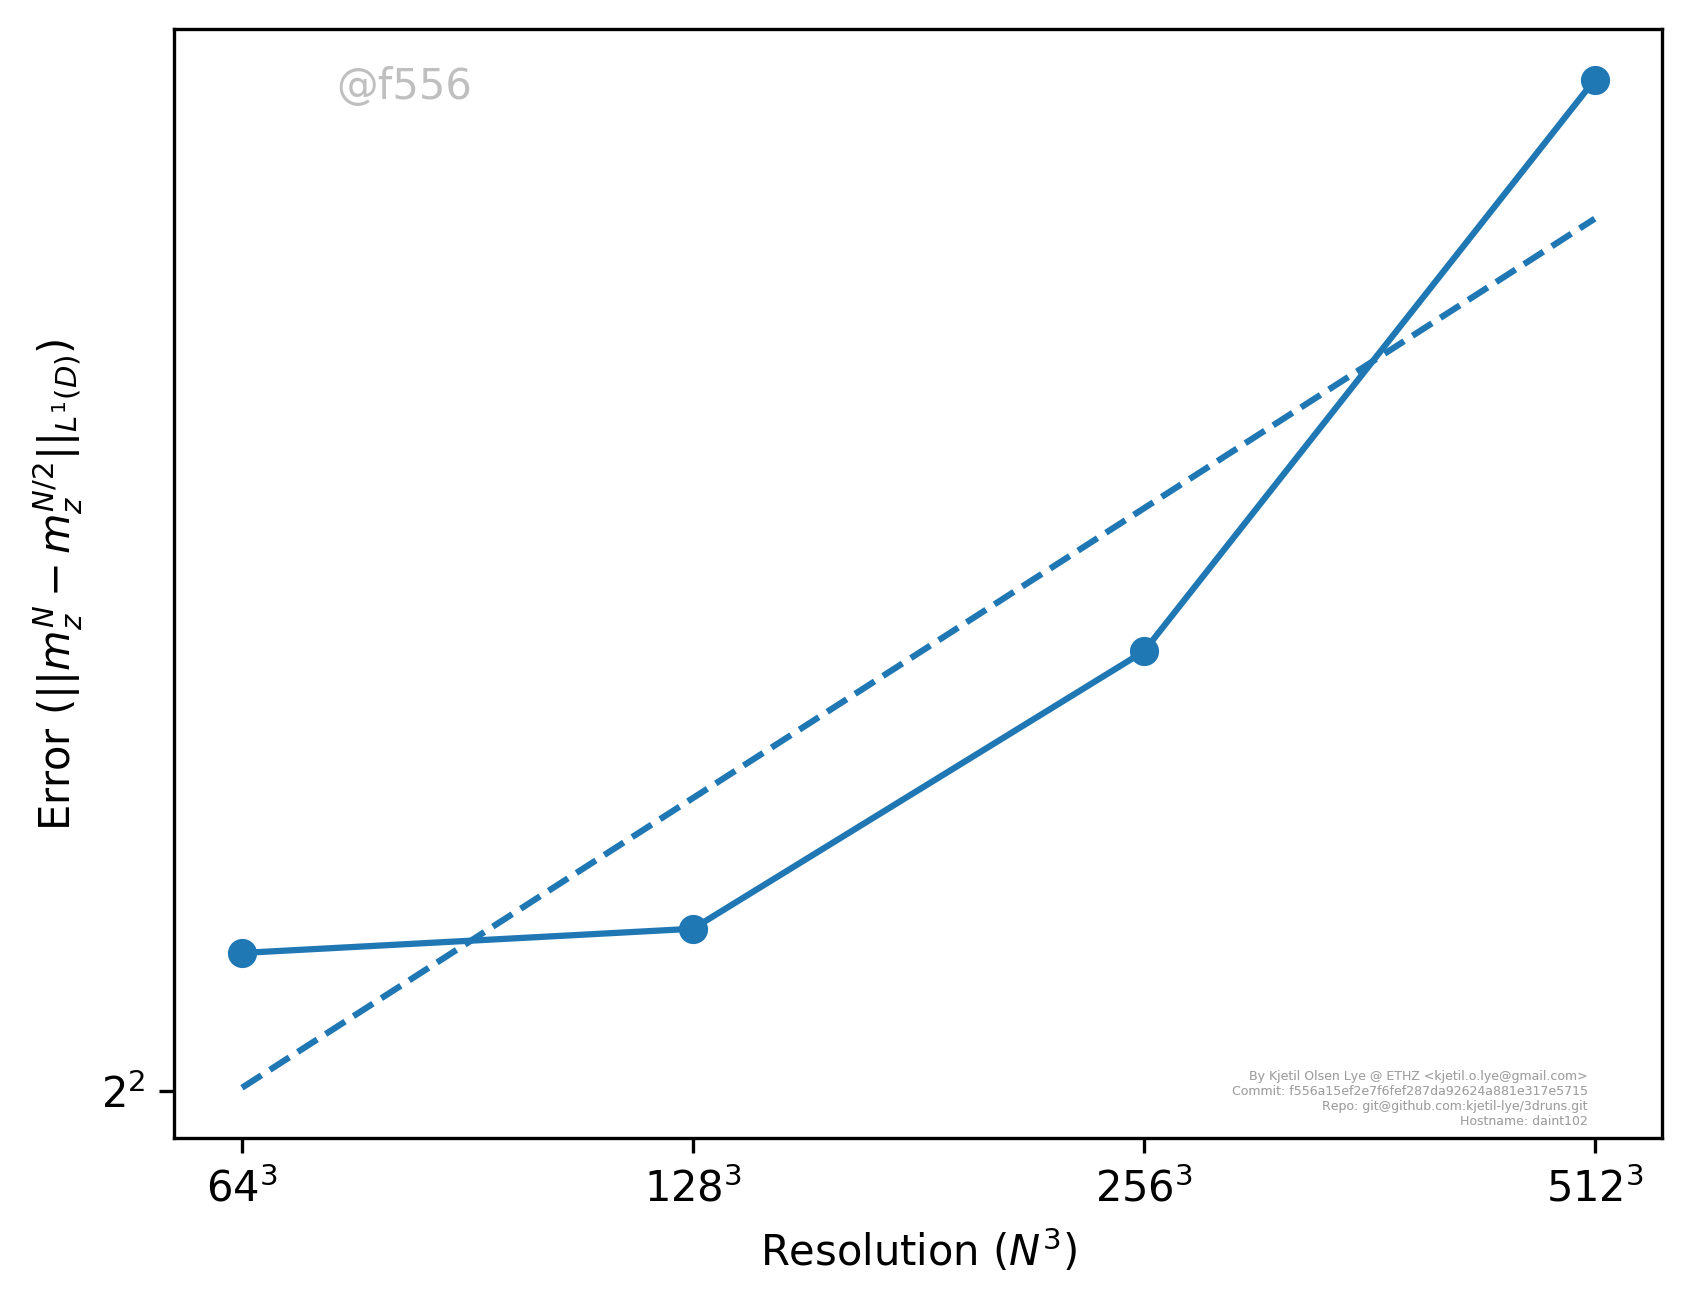 @f556
Error (||m_z^N − m_z^{N/2}||_{L^1(D)})
2^2
By Kjetil Olsen Lye @ ETHZ <kjetil.o.lye@gmail.com>
Commit: f556a15ef2e7f6fef287da92624a881e317e5715
Repo: git@github.com:kjetil-lye/3druns.git
Hostname: daint102
64^3 128^3 256^3 512^3
Resolution (N^3)